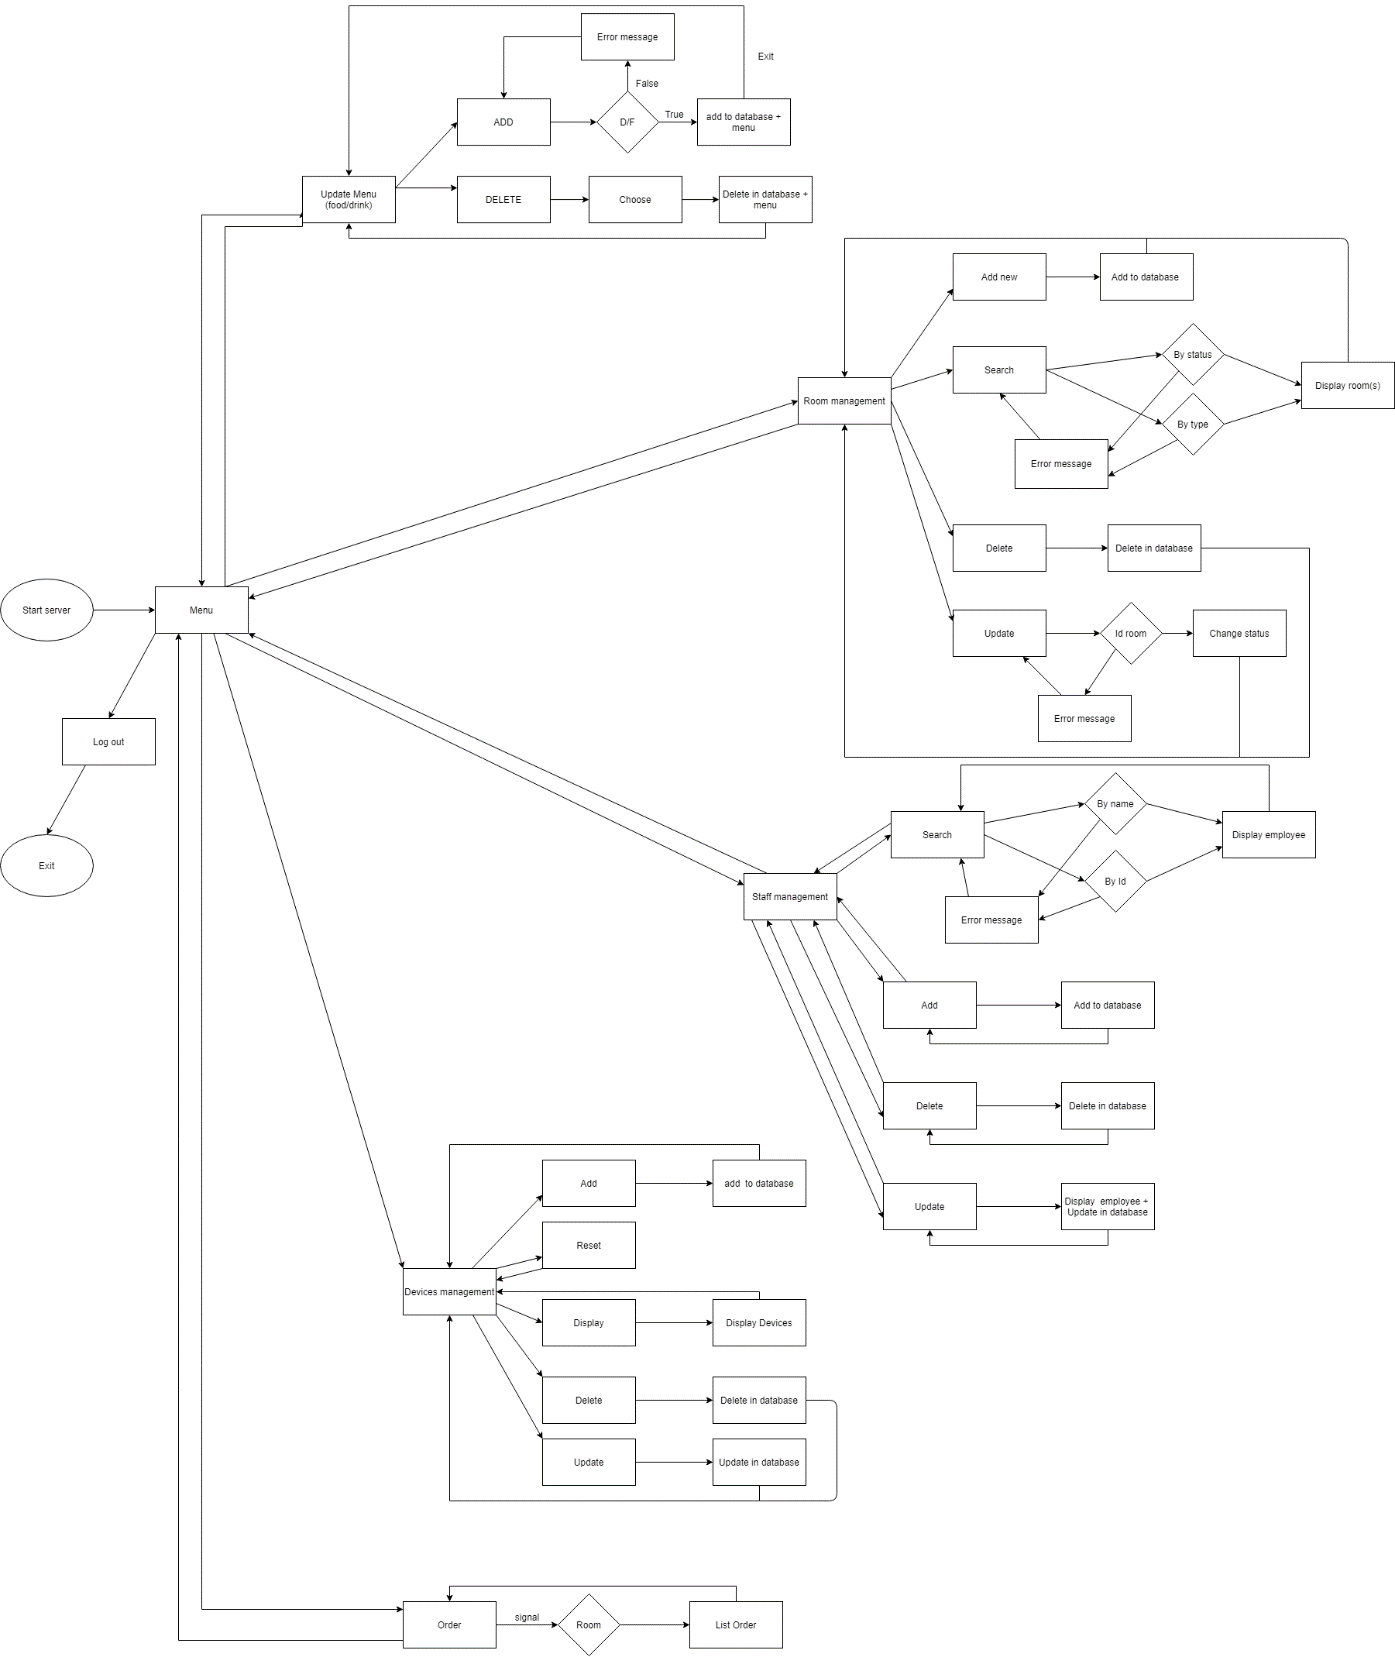 Error message
Exit
False
ADD
D/F
True
add to database +
menu
Update Menu
(food/drink)
DELETE
Choose
Delete in database +
menu
Add new
Add to database
Search
By status
Display room(s)
Room management
By type
Error message
Delete
Delete in database
Start server
Menu
Update
Id room
Change status
Error message
Log out
By name
Search
Display employee
Exit
By Id
Staff management
Error message
Add
Add to database
Delete
Delete in database
Add
add  to database
Update
Display  employee +
Update in database
Reset
Devices management
Display
Display Devices
Delete
Delete in database
Update
Update in database
Order
signal
Room
List Order